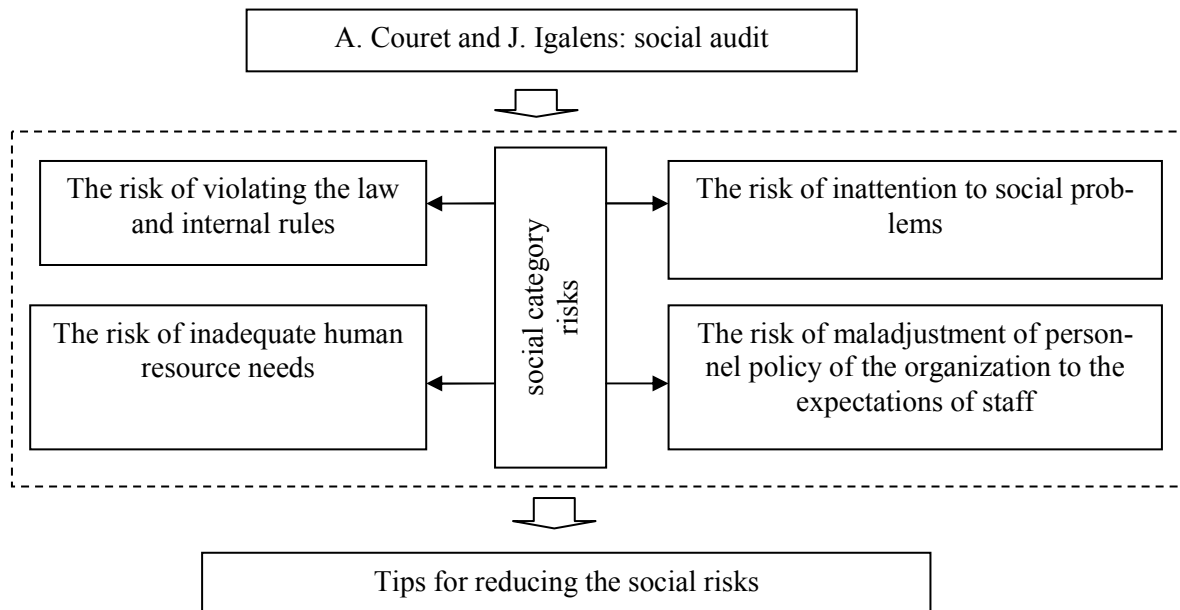 A. Couret and J. Igalens: social audit
The risk of violating the law
and internal rules
The risk of inattention to social prob-
lems
social category
risks
The risk of inadequate human
resource needs
The risk of maladjustment of person-
nel policy of the organization to the
expectations of staff
Tips for reducing the social risks